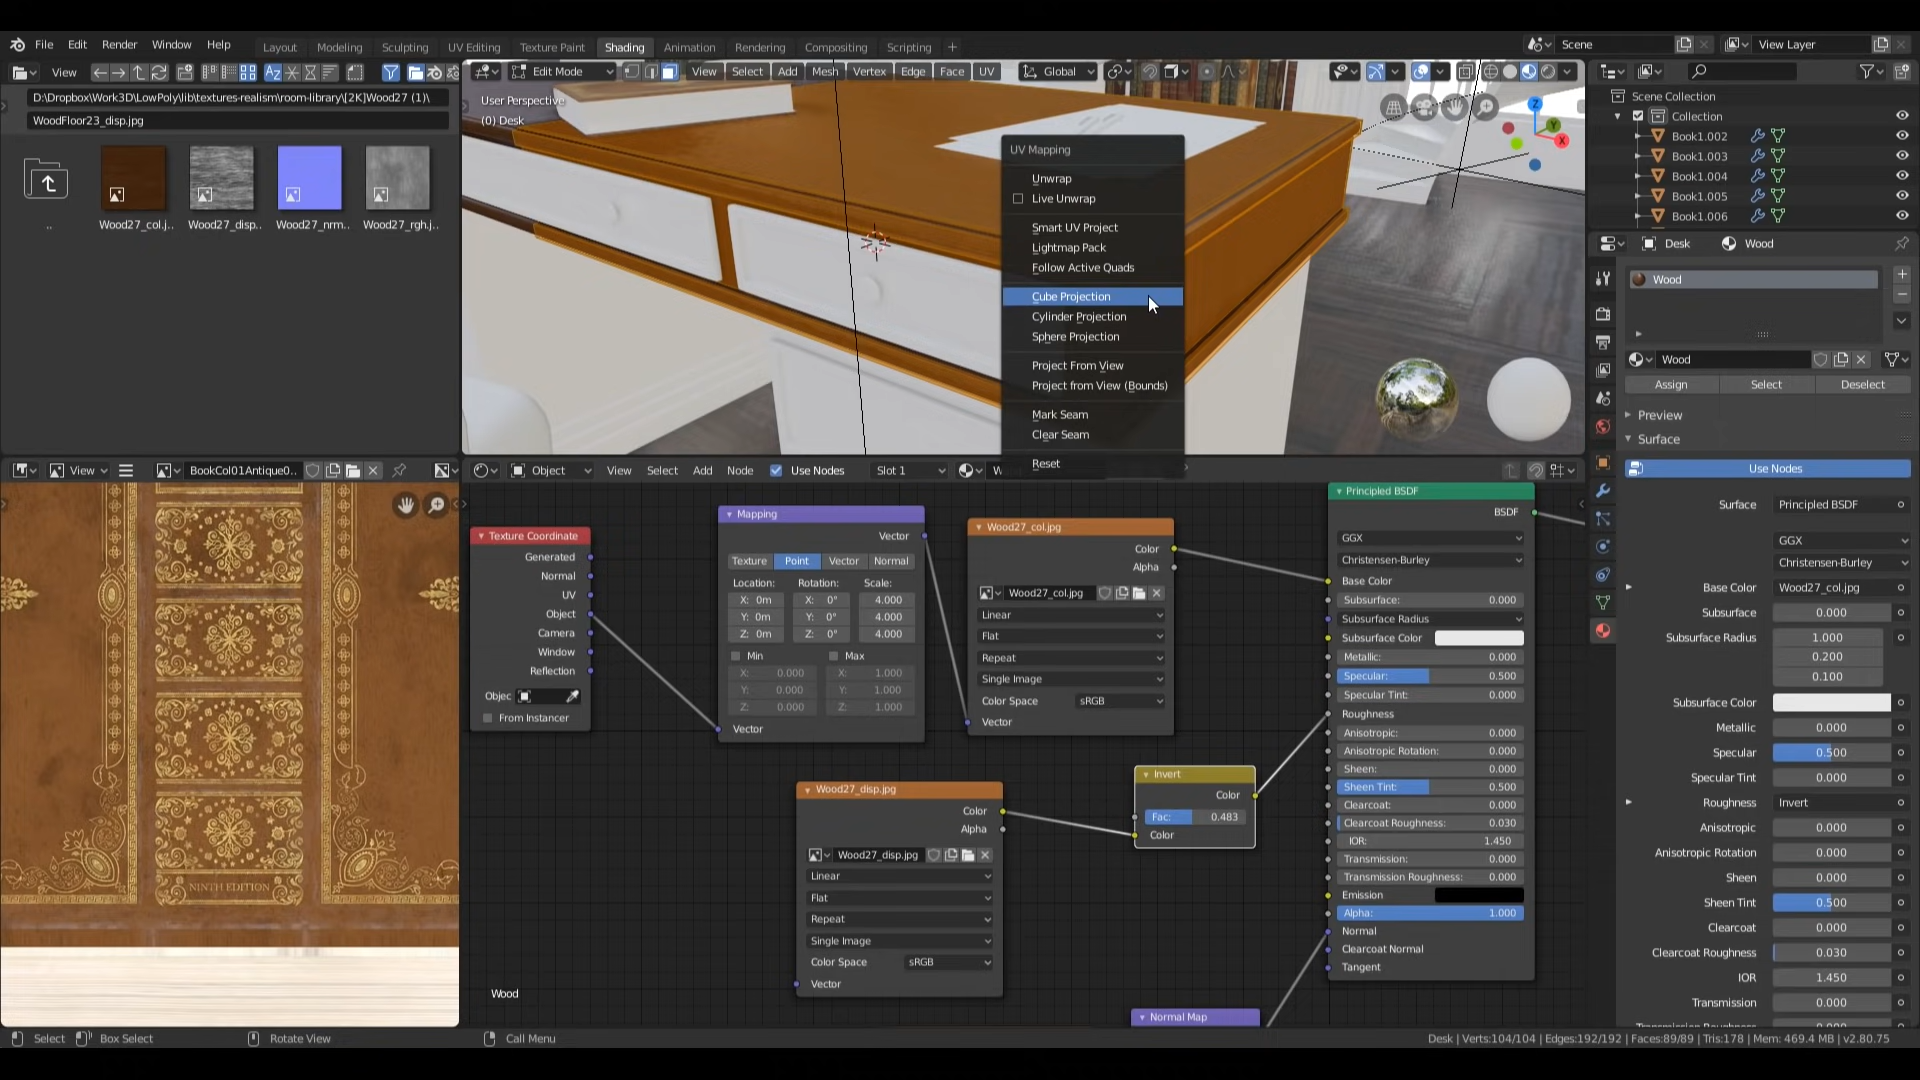 File Edit Render Window Help
Layout Modeling Sculpting UV Editing Texture Paint Shading Animation Rendering Compositing Scripting +
Scene
View Layer
View
D:\Dropbox\Work3D\LowPoly\lib\textures-realism\room-library\[2K]Wood27 (1)\
WoodFloor23_disp.jpg
..
Wood27_col.j..
Wood27_disp..
Wood27_nrm..
Wood27_rgh.j..
Edit Mode View Select Add Mesh Vertex Edge Face UV Global
User Perspective
(0) Desk
UV Mapping
Unwrap
Live Unwrap
Smart UV Project
Lightmap Pack
Follow Active Quads
Cube Projection
Cylinder Projection
Sphere Projection
Project From View
Project from View (Bounds)
Mark Seam
Clear Seam
Reset
Z
Y
X
Scene Collection
Collection
Book1.002
Book1.003
Book1.004
Book1.005
Book1.006
Desk Wood
Wood
Wood
Assign Select Deselect
Preview
Surface
Use Nodes
Surface Principled BSDF
GGX
Christensen-Burley
Base Color Wood27_col.jpg
Subsurface 0.000
Subsurface Radius 1.000
0.200
0.100
Subsurface Color
Metallic 0.000
Specular 0.500
Specular Tint 0.000
Roughness Invert
Anisotropic 0.000
Anisotropic Rotation 0.000
Sheen 0.000
Sheen Tint 0.500
Clearcoat 0.000
Clearcoat Roughness 0.030
IOR 1.450
Transmission 0.000
View
BookCol01Antique0..
NINTH EDITION
Object View Select Add Node Use Nodes Slot 1
Texture Coordinate
Generated
Normal
UV
Object
Camera
Window
Reflection
Objec
From Instancer
Mapping
Vector
Texture Point Vector Normal
Location: Rotation: Scale:
X: 0m X: 0° 4.000
Y: 0m Y: 0° 4.000
Z: 0m Z: 0° 4.000
Min Max
X: 0.000 X: 1.000
Y: 0.000 Y: 1.000
Z: 0.000 Z: 1.000
Vector
Wood27_col.jpg
Color
Alpha
Wood27_col.jpg
Linear
Flat
Repeat
Single Image
Color Space sRGB
Vector
Wood27_disp.jpg
Color
Alpha
Wood27_disp.jpg
Linear
Flat
Repeat
Single Image
Color Space sRGB
Vector
Invert
Color
Fac: 0.483
Color
Principled BSDF
BSDF
GGX
Christensen-Burley
Base Color
Subsurface: 0.000
Subsurface Radius
Subsurface Color
Metallic: 0.000
Specular: 0.500
Specular Tint: 0.000
Roughness
Anisotropic: 0.000
Anisotropic Rotation: 0.000
Sheen: 0.000
Sheen Tint: 0.500
Clearcoat: 0.000
Clearcoat Roughness: 0.030
IOR: 1.450
Transmission: 0.000
Transmission Roughness: 0.000
Emission
Alpha: 1.000
Normal
Clearcoat Normal
Tangent
Normal Map
Wood
Select Box Select Rotate View Call Menu
Desk | Verts:104/104 | Edges:192/192 | Faces:89/89 | Tris:178 | Mem: 469.4 MB | v2.80.75